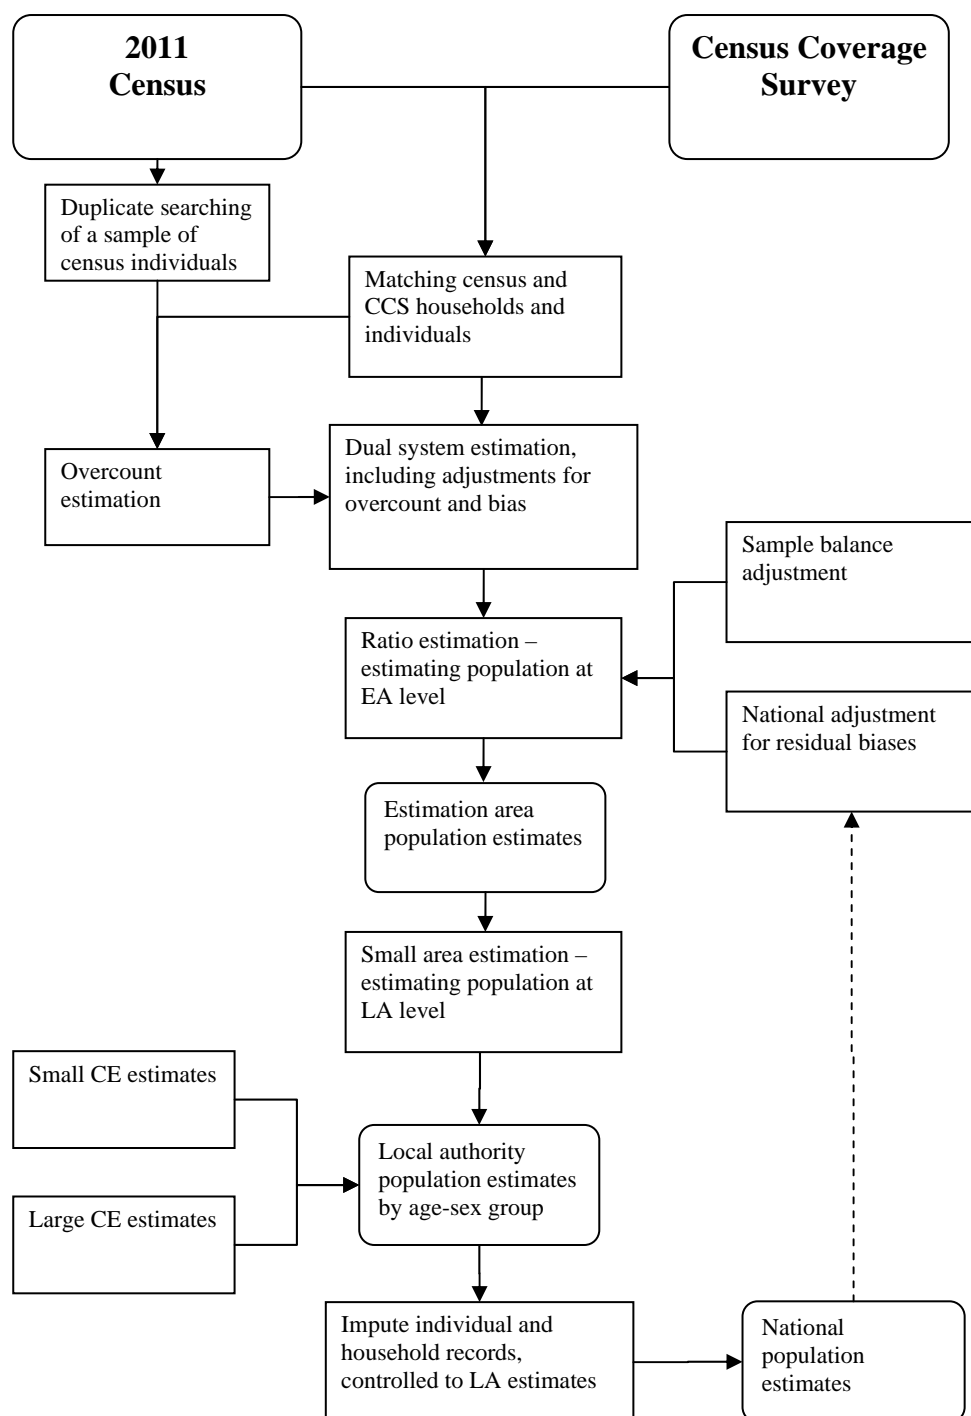 2011
Census
Census Coverage
Survey
Duplicate searching
of a sample of
census individuals
Matching census and
CCS households and
individuals
Overcount
estimation
Dual system estimation,
including adjustments for
overcount and bias
Sample balance
adjustment
Ratio estimation –
estimating population at
EA level
National adjustment
for residual biases
Estimation area
population estimates
Small area estimation –
estimating population at
LA level
Small CE estimates
Large CE estimates
Local authority
population estimates
by age-sex group
Impute individual and
household records,
controlled to LA estimates
National
population
estimates